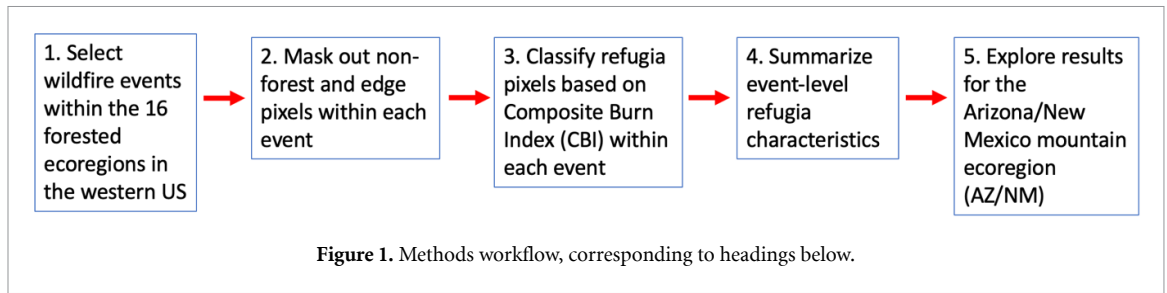 1. Select
wildfire events
within the 16
forested
ecoregions in
the western US
2. Mask out non-
forest and edge
pixels within each
event
3. Classify refugia
pixels based on
Composite Burn
Index (CBI) within
each event
4. Summarize
event-level
refugia
characteristics
5. Explore results
for the
Arizona/New
Mexico mountain
ecoregion
(AZ/NM)
Figure 1. Methods workflow, corresponding to headings below.